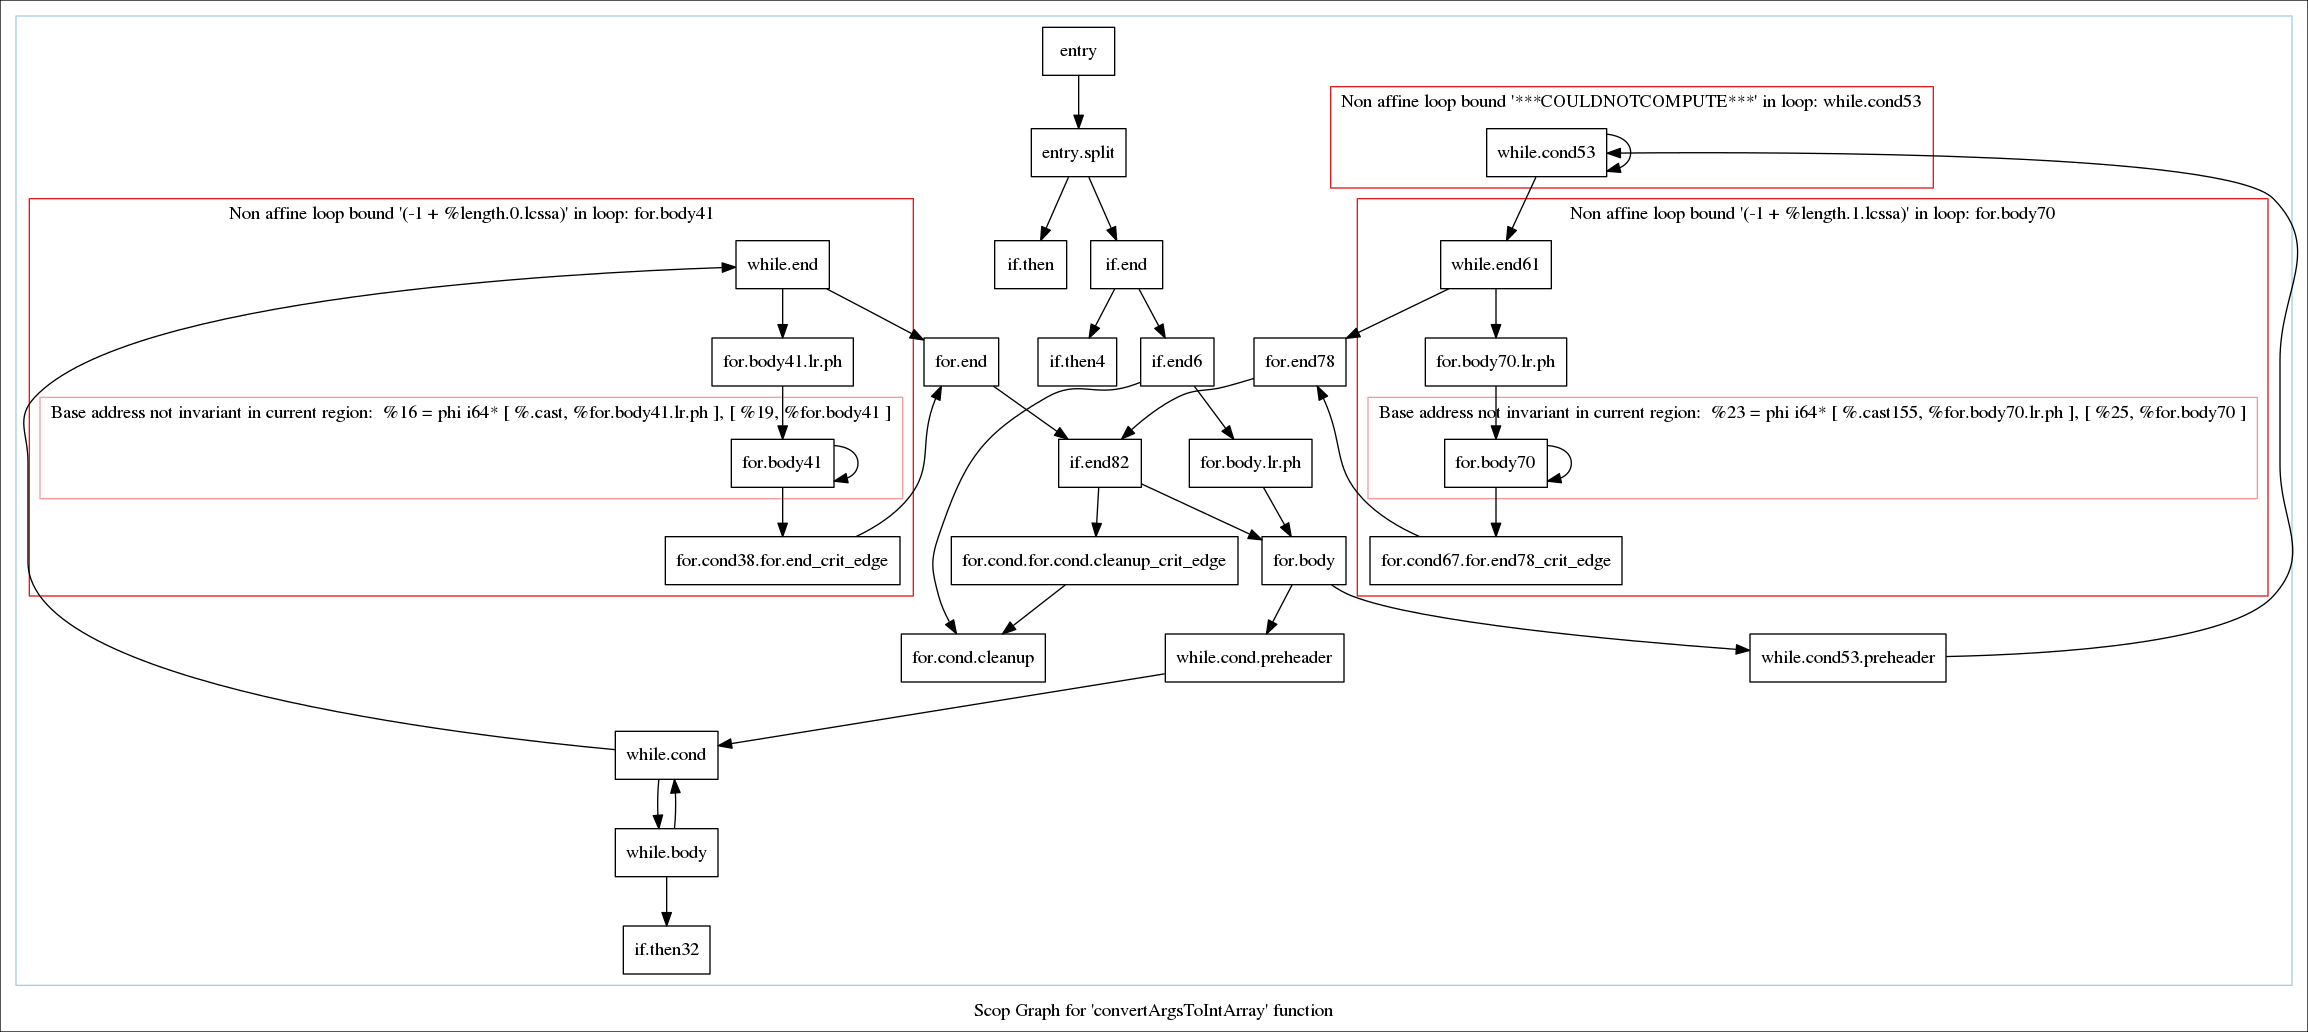 entry
Non affine loop bound '***COULDNOTCOMPUTE***' in loop: while.cond53
entry.split
while.cond53
Non affine loop bound '(-1 + %length.0.lcssa)' in loop: for.body41
Non affine loop bound '(-1 + %length.1.lcssa)' in loop: for.body70
while.end
if.then
if.end
while.end61
for.body41.lr.ph
for.end
if.then4
if.end6
for.end78
for.body70.lr.ph
Base address not invariant in current region:  %16 = phi i64* [ %.cast, %for.body41.lr.ph ], [ %19, %for.body41 ]
Base address not invariant in current region:  %23 = phi i64* [ %.cast155, %for.body70.lr.ph ], [ %25, %for.body70 ]
for.body41
if.end82
for.body.lr.ph
for.body70
for.cond38.for.end_crit_edge
for.cond.for.cond.cleanup_crit_edge
for.body
for.cond67.for.end78_crit_edge
for.cond.cleanup
while.cond.preheader
while.cond53.preheader
while.cond
while.body
if.then32
Scop Graph for 'convertArgsToIntArray' function